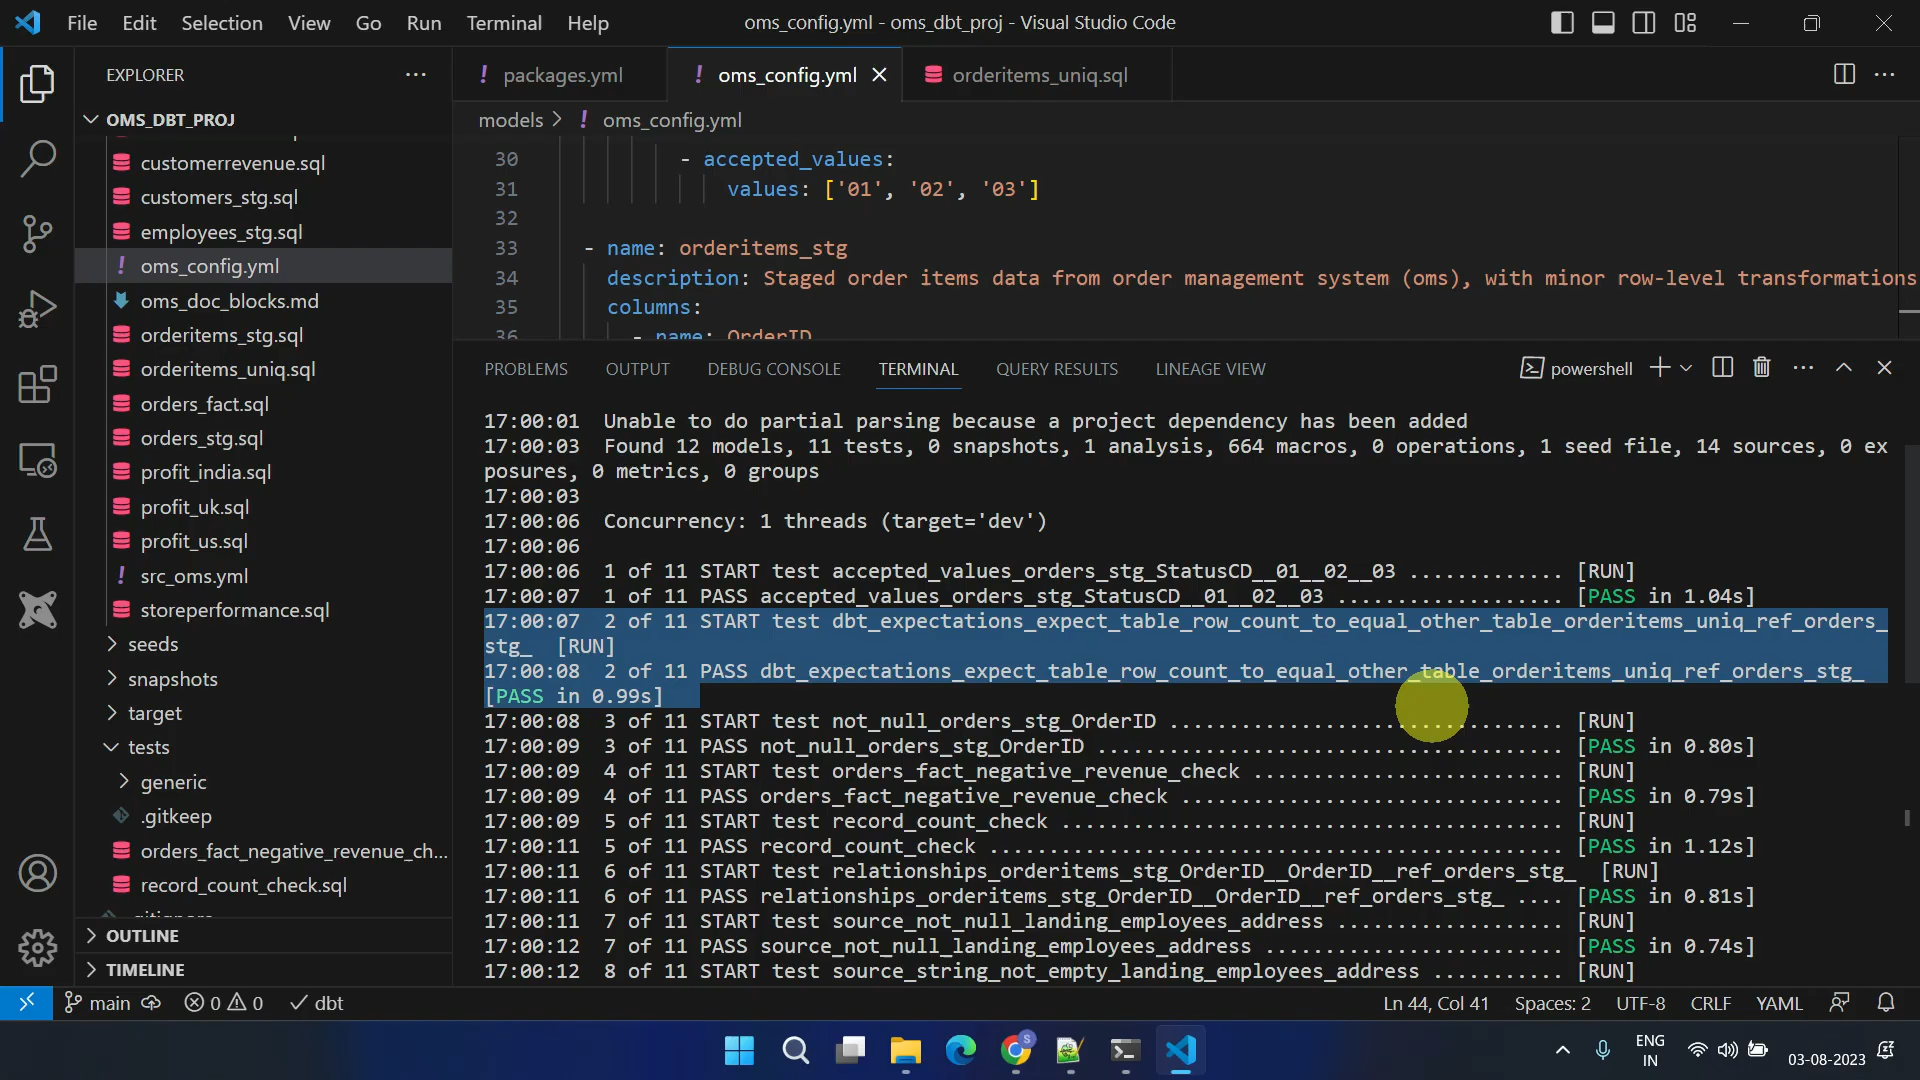 File Edit Selection View Go Run Terminal Help
oms_config.yml - oms_dbt_proj - Visual Studio Code
EXPLORER
OMS_DBT_PROJ
customerrevenue.sql
customers_stg.sql
employees_stg.sql
! oms_config.yml
oms_doc_blocks.md
orderitems_stg.sql
orderitems_uniq.sql
orders_fact.sql
orders_stg.sql
profit_india.sql
profit_uk.sql
profit_us.sql
! src_oms.yml
storeperformance.sql
seeds
snapshots
target
tests
generic
.gitkeep
orders_fact_negative_revenue_ch...
record_count_check.sql
.gitignore
OUTLINE
TIMELINE
! packages.yml
! oms_config.yml
orderitems_uniq.sql
models > ! oms_config.yml
30 - accepted_values:
31 values: ['01', '02', '03']
32
33 - name: orderitems_stg
34 description: Staged order items data from order management system (oms), with minor row-level transformations
35 columns:
36 - name: OrderID
PROBLEMS OUTPUT DEBUG CONSOLE TERMINAL QUERY RESULTS LINEAGE VIEW
powershell
17:00:01 Unable to do partial parsing because a project dependency has been added
17:00:03 Found 12 models, 11 tests, 0 snapshots, 1 analysis, 664 macros, 0 operations, 1 seed file, 14 sources, 0 ex
posures, 0 metrics, 0 groups
17:00:03
17:00:06 Concurrency: 1 threads (target='dev')
17:00:06
17:00:06 1 of 11 START test accepted_values_orders_stg_StatusCD__01__02__03 ............. [RUN]
17:00:07 1 of 11 PASS accepted_values_orders_stg_StatusCD__01__02__03 ................... [PASS in 1.04s]
17:00:07 2 of 11 START test dbt_expectations_expect_table_row_count_to_equal_other_table_orderitems_uniq_ref_orders_
stg_ [RUN]
17:00:08 2 of 11 PASS dbt_expectations_expect_table_row_count_to_equal_other_table_orderitems_uniq_ref_orders_stg_
[PASS in 0.99s]
17:00:08 3 of 11 START test not_null_orders_stg_OrderID ................................. [RUN]
17:00:09 3 of 11 PASS not_null_orders_stg_OrderID ....................................... [PASS in 0.80s]
17:00:09 4 of 11 START test orders_fact_negative_revenue_check .......................... [RUN]
17:00:09 4 of 11 PASS orders_fact_negative_revenue_check ................................ [PASS in 0.79s]
17:00:09 5 of 11 START test record_count_check .......................................... [RUN]
17:00:11 5 of 11 PASS record_count_check ................................................ [PASS in 1.12s]
17:00:11 6 of 11 START test relationships_orderitems_stg_OrderID__OrderID__ref_orders_stg_ [RUN]
17:00:11 6 of 11 PASS relationships_orderitems_stg_OrderID__OrderID__ref_orders_stg_ .... [PASS in 0.81s]
17:00:11 7 of 11 START test source_not_null_landing_employees_address ................... [RUN]
17:00:12 7 of 11 PASS source_not_null_landing_employees_address ......................... [PASS in 0.74s]
17:00:12 8 of 11 START test source_string_not_empty_landing_employees_address ........... [RUN]
main 0 0 dbt
Ln 44, Col 41 Spaces: 2 UTF-8 CRLF YAML
S
ENG
IN
03-08-2023